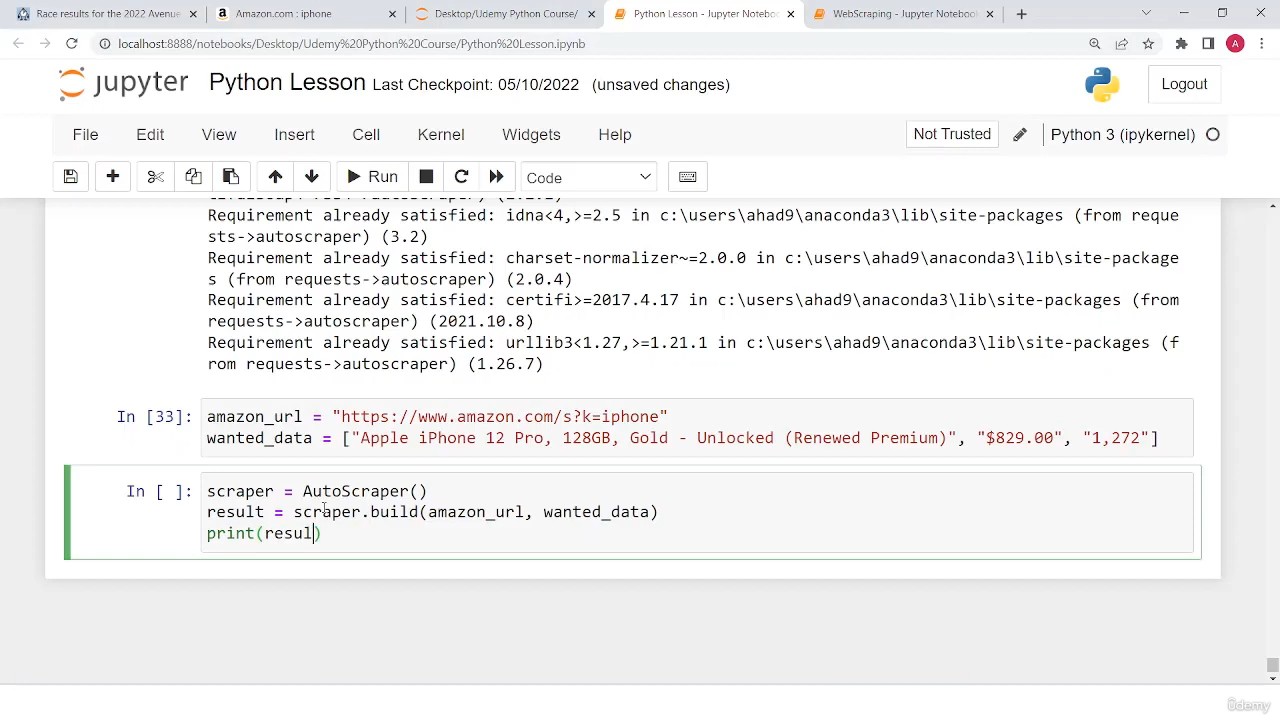 Race results for the 2022 Avenue
Amazon.com : iphone
Desktop/Udemy Python Course/
Python Lesson - Jupyter Notebook
WebScraping - Jupyter Notebook
localhost:8888/notebooks/Desktop/Udemy%20Python%20Course/Python%20Lesson.ipynb
A
jupyter Python Lesson Last Checkpoint: 05/10/2022 (unsaved changes)
Logout
File Edit View Insert Cell Kernel Widgets Help
Not Trusted
Python 3 (ipykernel)
Run
Code
Requirement already satisfied: idna<4,>=2.5 in c:\users\ahad9\anaconda3\lib\site-packages (from reque
sts->autoscraper) (3.2)
Requirement already satisfied: charset-normalizer~=2.0.0 in c:\users\ahad9\anaconda3\lib\site-package
s (from requests->autoscraper) (2.0.4)
Requirement already satisfied: certifi>=2017.4.17 in c:\users\ahad9\anaconda3\lib\site-packages (from
requests->autoscraper) (2021.10.8)
Requirement already satisfied: urllib3<1.27,>=1.21.1 in c:\users\ahad9\anaconda3\lib\site-packages (f
rom requests->autoscraper) (1.26.7)
In [33]: amazon_url = "https://www.amazon.com/s?k=iphone"
wanted_data = ["Apple iPhone 12 Pro, 128GB, Gold - Unlocked (Renewed Premium)", "$829.00", "1,272"]
In [ ]: scraper = AutoScraper()
result = scraper.build(amazon_url, wanted_data)
print(resul)
ûdemy